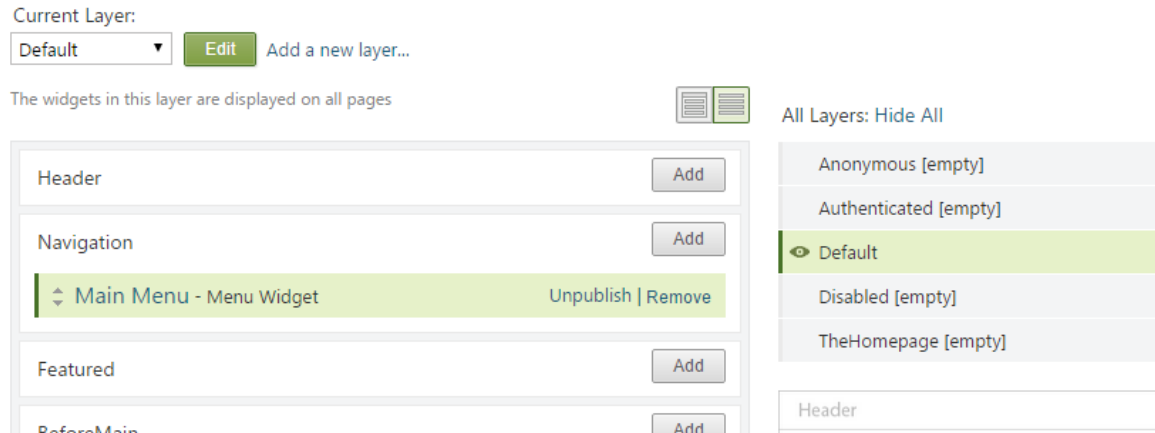 Current Layer:
Default Edit Add a new layer...
The widgets in this layer are displayed on all pages
Header Add
Navigation Add
Main Menu - Menu Widget Unpublish | Remove
Featured Add
BeforeMain Add
All Layers: Hide All
Anonymous [empty]
Authenticated [empty]
Default
Disabled [empty]
TheHomepage [empty]
Header